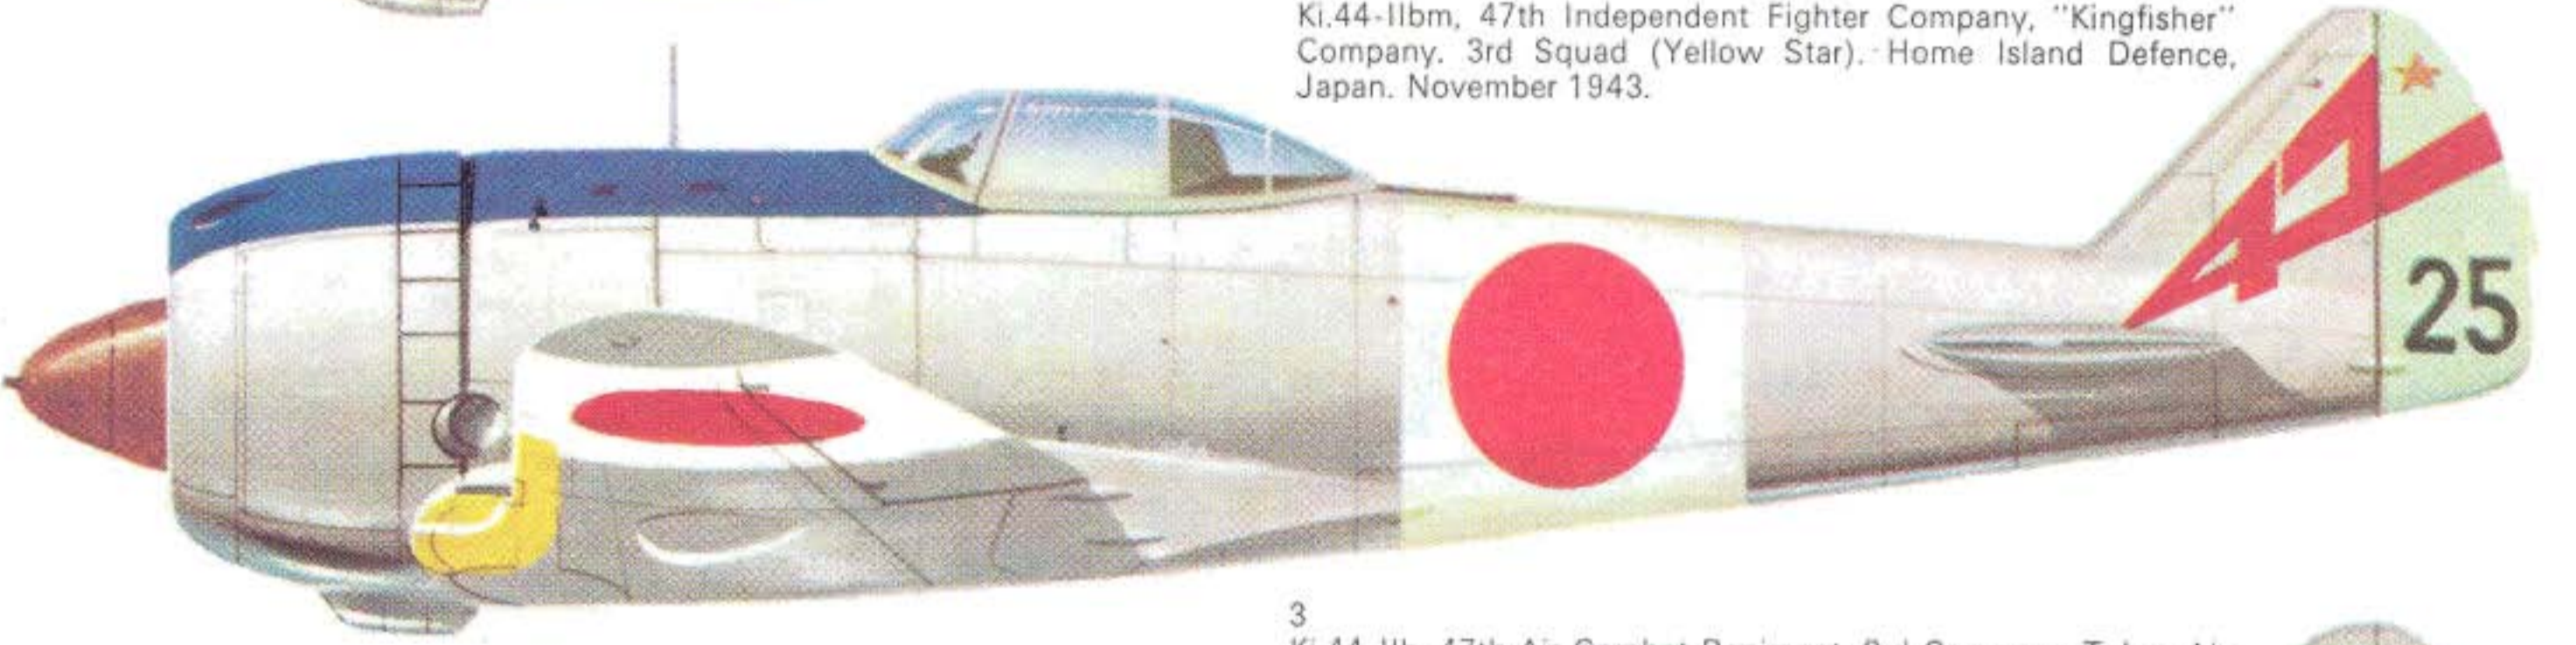 Ki.44-IIbm, 47th Independent Fighter Company, "Kingfisher"
Company. 3rd Squad (Yellow Star). Home Island Defence,
Japan. November 1943.
25
3